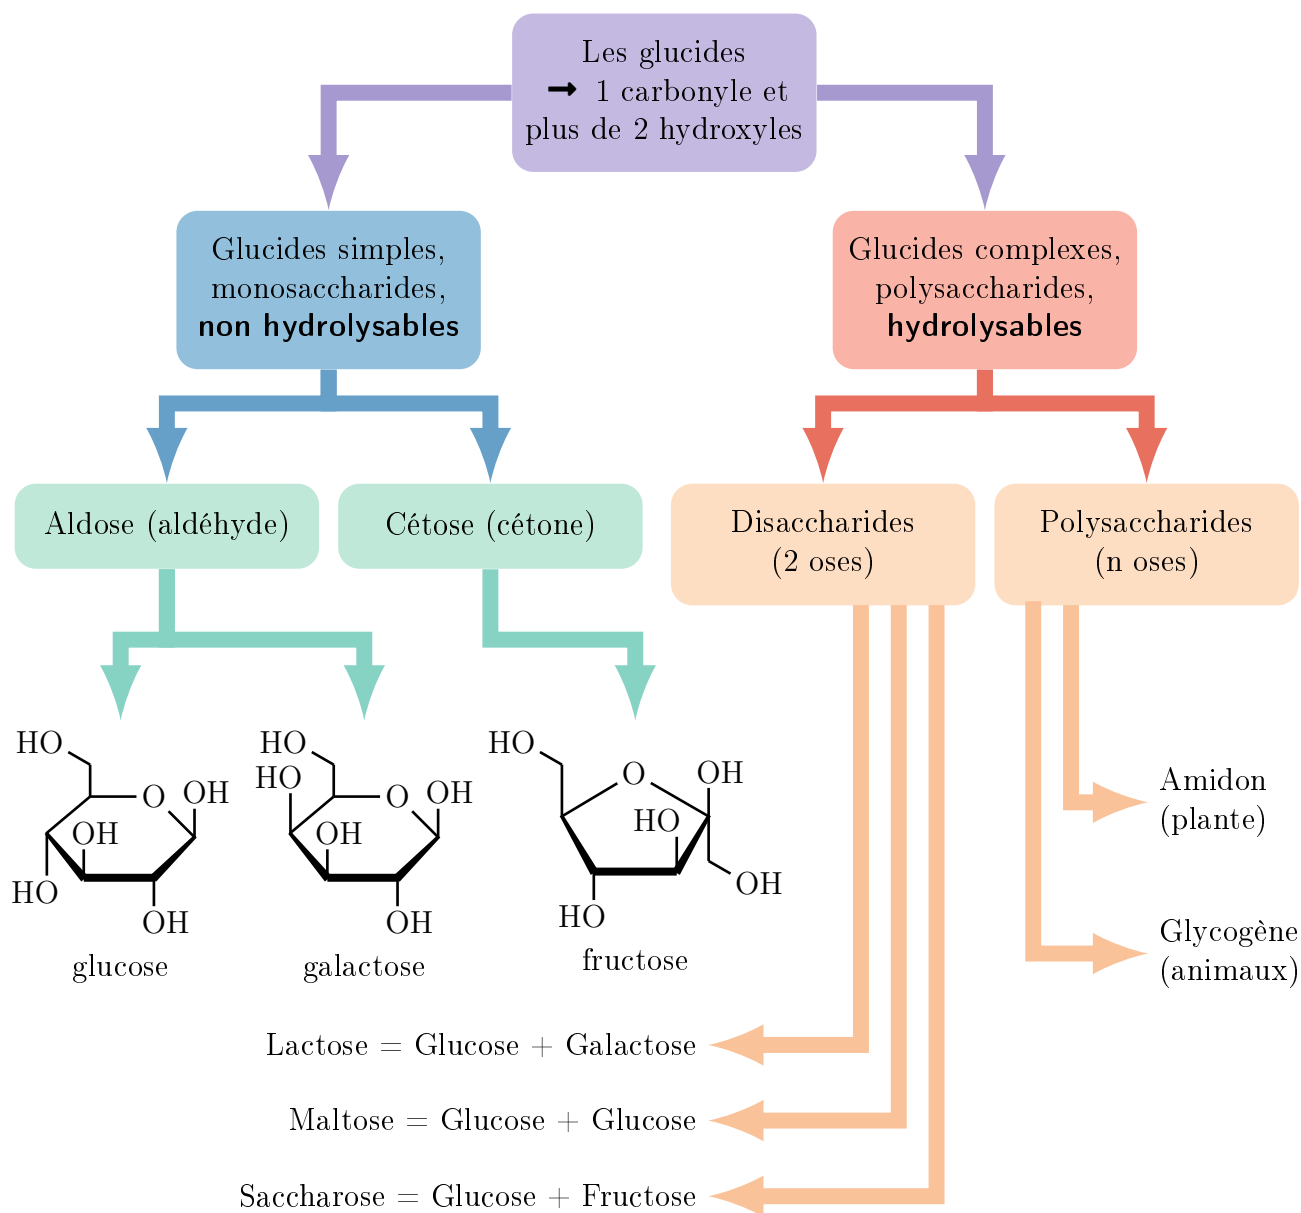 Les glucides
➞ 1 carbonyle et
plus de 2 hydroxyles
Glucides simples,
monosaccharides,
non hydrolysables
Glucides complexes,
polysaccharides,
hydrolysables
Aldose (aldéhyde)
Cétose (cétone)
Disaccharides
(2 oses)
Polysaccharides
(n oses)
HO
O
OH
OH
HO
OH
glucose
HO
HO
O
OH
OH
OH
galactose
HO
O
OH
HO
OH
HO
fructose
Amidon
(plante)
Glycogène
(animaux)
Lactose = Glucose + Galactose
Maltose = Glucose + Glucose
Saccharose = Glucose + Fructose